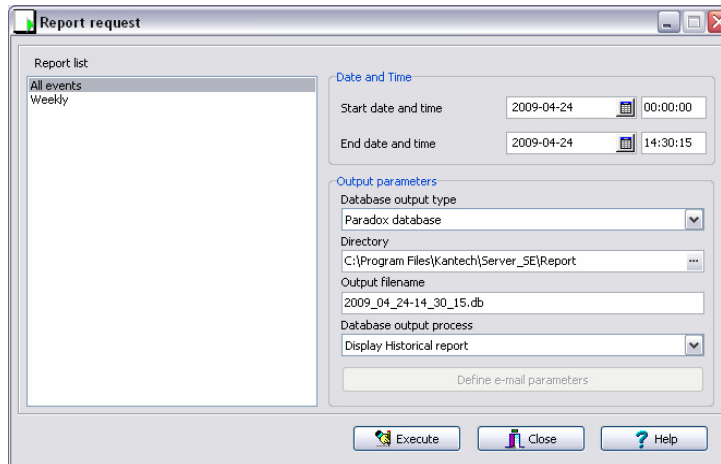 Report request
Report list
All events
Weekly
Date and Time
Start date and time 2009-04-24 00:00:00
End date and time 2009-04-24 14:30:15
Output parameters
Database output type
Paradox database
Directory
C:\Program Files\Kantech\Server_SE\Report ...
Output filename
2009_04_24-14_30_15.db
Database output process
Display Historical report
Define e-mail parameters
Execute Close Help